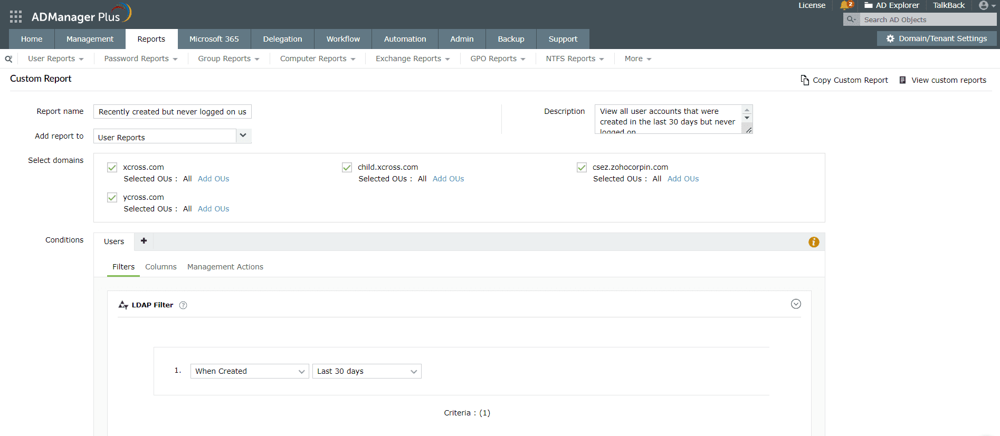 License
2
AD Explorer
TalkBack
ADManager Plus
Search AD Objects
Home
Management
Reports
Microsoft 365
Delegation
Workflow
Automation
Admin
Backup
Support
Domain/Tenant Settings
User Reports
Password Reports
Group Reports
Computer Reports
Exchange Reports
GPO Reports
NTFS Reports
More
Custom Report
Copy Custom Report
View custom reports
Report name
Recently created but never logged on us
Description
View all user accounts that were
created in the last 30 days but never
logged on
Add report to
User Reports
Select domains
xcross.com
Selected OUs : All Add OUs
child.xcross.com
Selected OUs : All Add OUs
csez.zohocorpin.com
Selected OUs : All Add OUs
ycross.com
Selected OUs : All Add OUs
Conditions
Users
Filters
Columns
Management Actions
LDAP Filter ?
1. When Created Last 30 days
Criteria : (1)